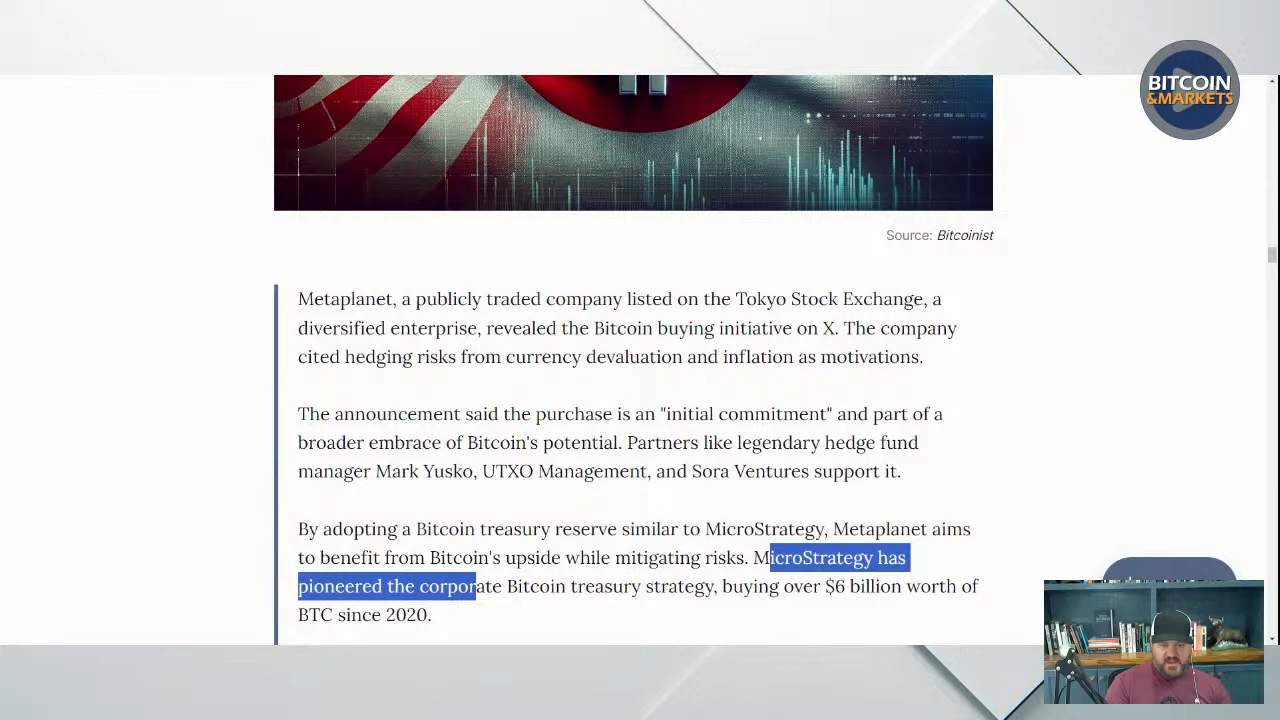 BITCOIN
&MARKETS
Source: Bitcoinist
Metaplanet, a publicly traded company listed on the Tokyo Stock Exchange, a
diversified enterprise, revealed the Bitcoin buying initiative on X. The company
cited hedging risks from currency devaluation and inflation as motivations.
The announcement said the purchase is an "initial commitment" and part of a
broader embrace of Bitcoin's potential. Partners like legendary hedge fund
manager Mark Yusko, UTXO Management, and Sora Ventures support it.
By adopting a Bitcoin treasury reserve similar to MicroStrategy, Metaplanet aims
to benefit from Bitcoin's upside while mitigating risks. MicroStrategy has
pioneered the corporate Bitcoin treasury strategy, buying over $6 billion worth of
BTC since 2020.